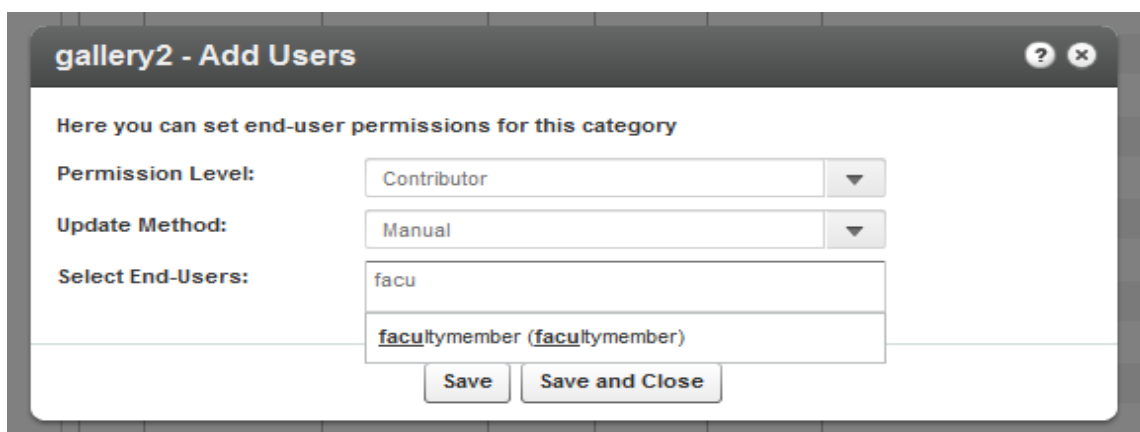 gallery2 - Add Users
?
Here you can set end-user permissions for this category
Permission Level:
Contributor
Update Method:
Manual
Select End-Users:
facu
facultymember (facultymember)
Save
Save and Close